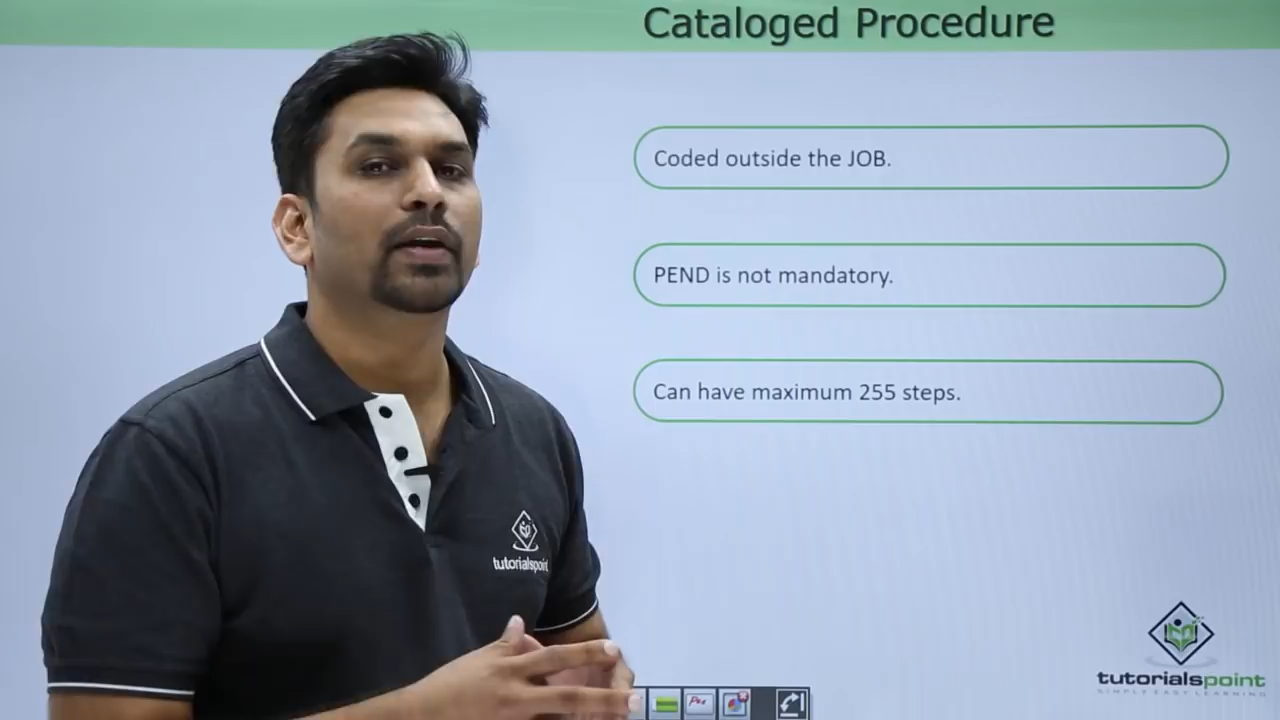 Cataloged Procedure
Coded outside the JOB.
PEND is not mandatory.
Can have maximum 255 steps.
tutorialspoint
tutorialspoint
SIMPLE EASY LEARNING